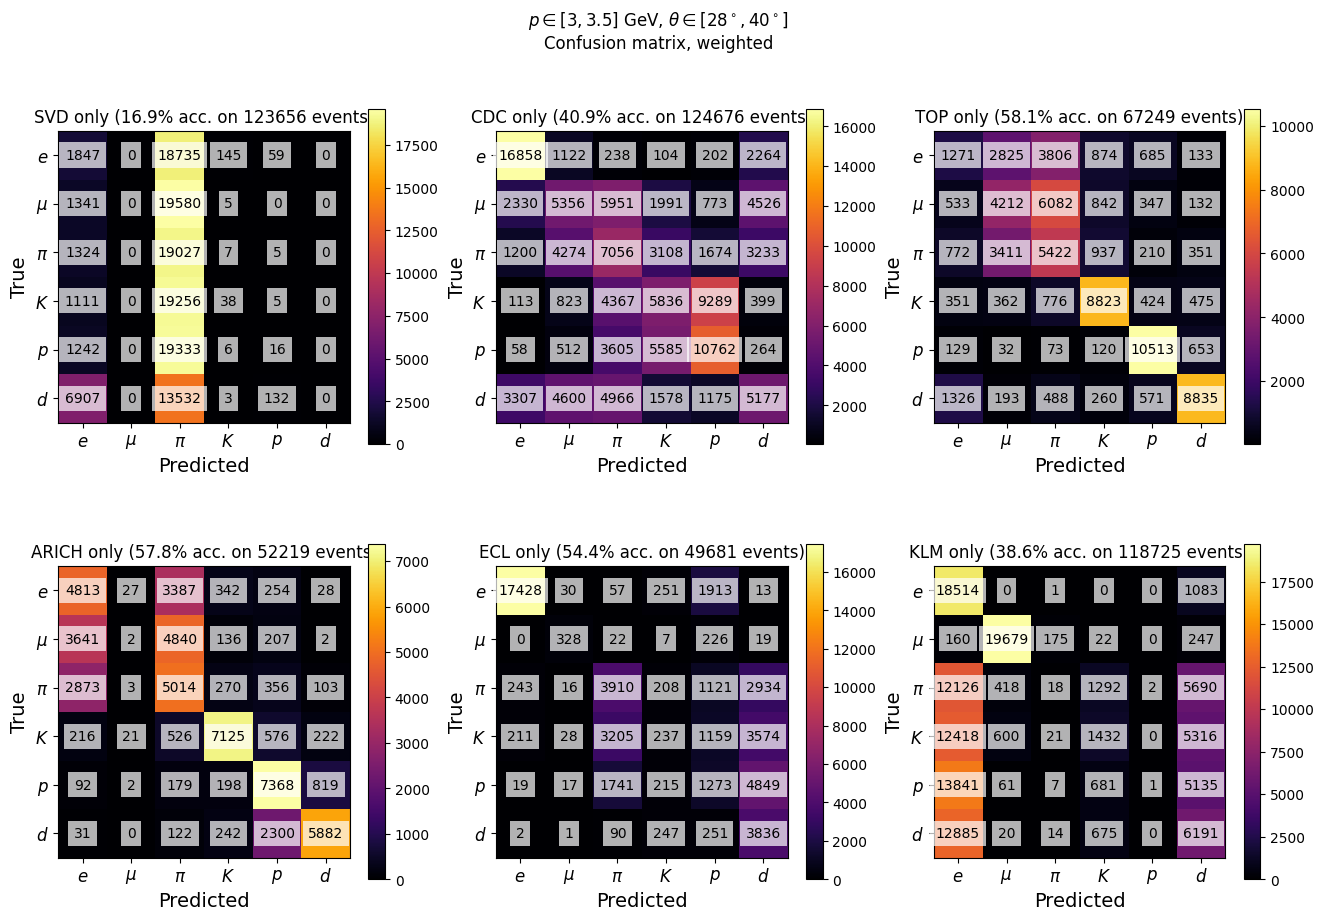 p ∈ [3, 3.5] GeV, θ ∈ [28°, 40°]
Confusion matrix, weighted
SVD only (16.9% acc. on 123656 events
True
e 1847 0 18735 145 59 0
μ 1341 0 19580 5 0 0
π 1324 0 19027 7 5 0
K 1111 0 19256 38 5 0
p 1242 0 19333 6 16 0
d 6907 0 13532 3 132 0
e μ π K p d
Predicted
17500
15000
12500
10000
7500
5000
2500
0
CDC only (40.9% acc. on 124676 events
True
e 16858 1122 238 104 202 2264
μ 2330 5356 5951 1991 773 4526
π 1200 4274 7056 3108 1674 3233
K 113 823 4367 5836 9289 399
p 58 512 3605 5585 10762 264
d 3307 4600 4966 1578 1175 5177
e μ π K p d
Predicted
16000
14000
12000
10000
8000
6000
4000
2000
TOP only (58.1% acc. on 67249 events)
True
e 1271 2825 3806 874 685 133
μ 533 4212 6082 842 347 132
π 772 3411 5422 937 210 351
K 351 362 776 8823 424 475
p 129 32 73 120 10513 653
d 1326 193 488 260 571 8835
e μ π K p d
Predicted
10000
8000
6000
4000
2000
ARICH only (57.8% acc. on 52219 events
True
e 4813 27 3387 342 254 28
μ 3641 2 4840 136 207 2
π 2873 3 5014 270 356 103
K 216 21 526 7125 576 222
p 92 2 179 198 7368 819
d 31 0 122 242 2300 5882
e μ π K p d
Predicted
7000
6000
5000
4000
3000
2000
1000
0
ECL only (54.4% acc. on 49681 events)
True
e 17428 30 57 251 1913 13
μ 0 328 22 7 226 19
π 243 16 3910 208 1121 2934
K 211 28 3205 237 1159 3574
p 19 17 1741 215 1273 4849
d 2 1 90 247 251 3836
e μ π K p d
Predicted
16000
14000
12000
10000
8000
6000
4000
2000
0
KLM only (38.6% acc. on 118725 events
True
e 18514 0 1 0 0 1083
μ 160 19679 175 22 0 247
π 12126 418 18 1292 2 5690
K 12418 600 21 1432 0 5316
p 13841 61 7 681 1 5135
d 12885 20 14 675 0 6191
e μ π K p d
Predicted
17500
15000
12500
10000
7500
5000
2500
0